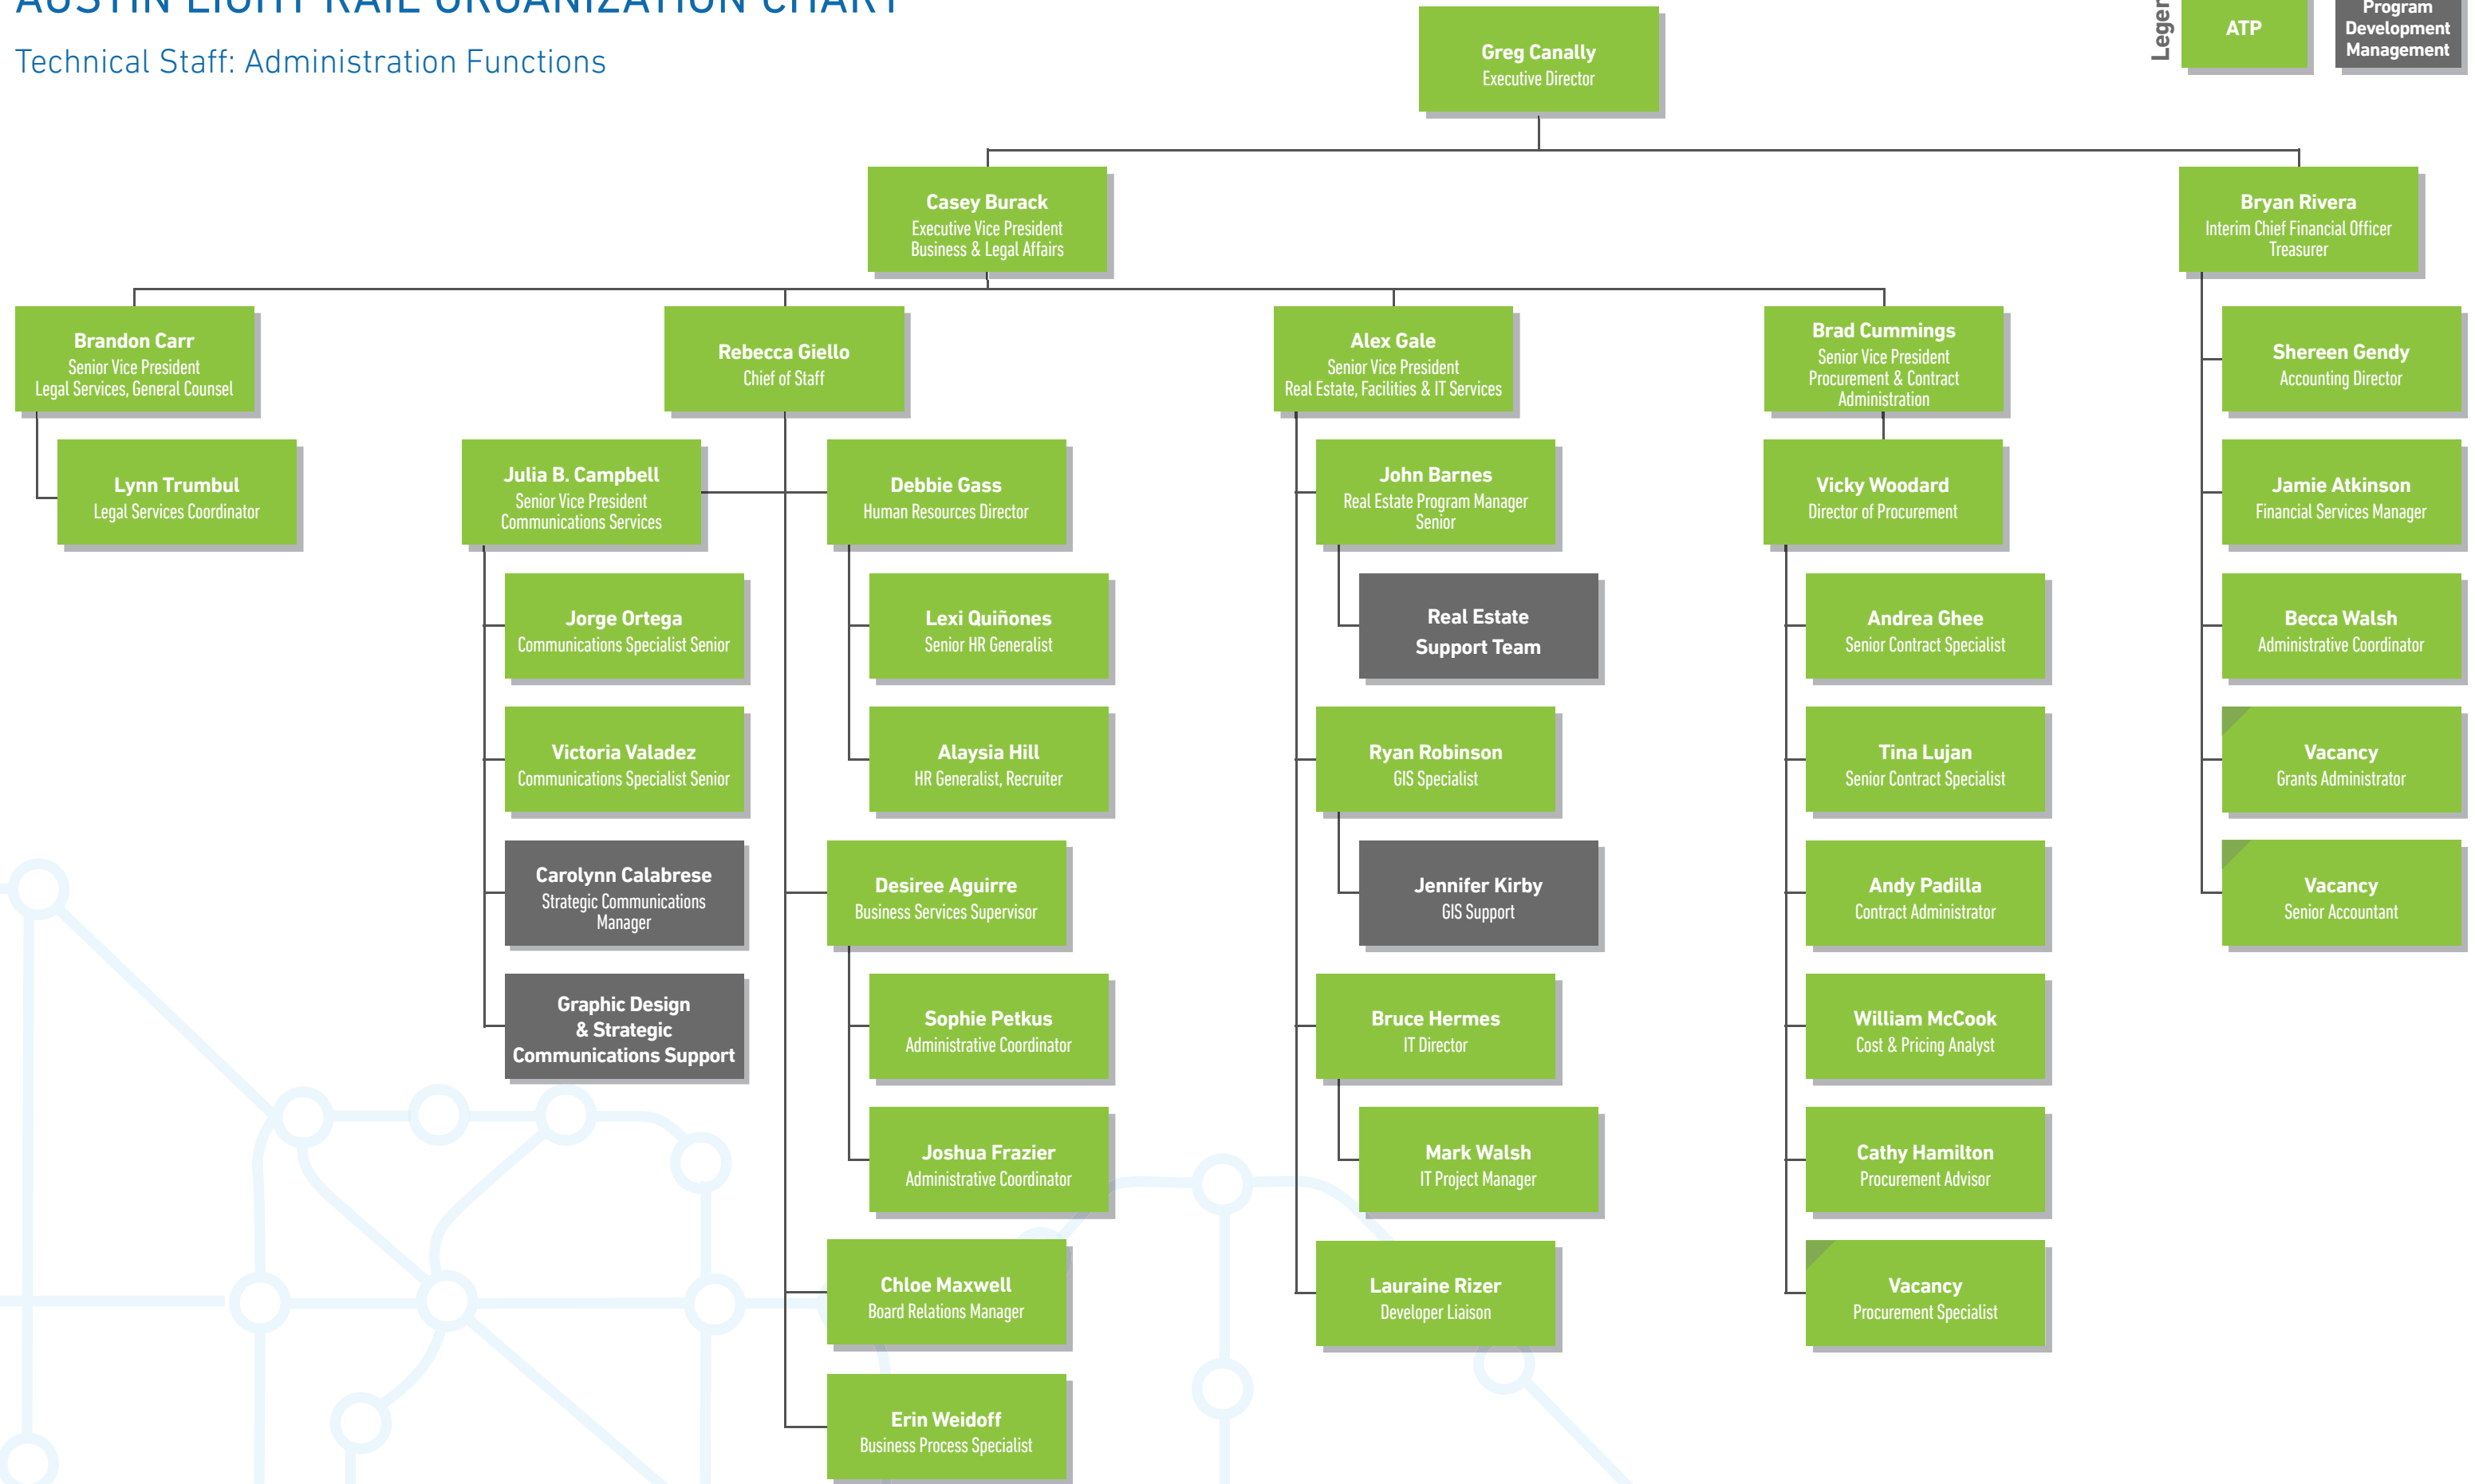 AUSTIN LIGHT RAIL ORGANIZATION CHART
Technical Staff: Administration Functions
ATP
Program
Development
Management
Greg Canally
Executive Director
Casey Burack
Executive Vice President
Business & Legal Affairs
Bryan Rivera
Interim Chief Financial Officer
Treasurer
Brandon Carr
Senior Vice President
Legal Services, General Counsel
Lynn Trumbul
Legal Services Coordinator
Rebecca Giello
Chief of Staff
Julia B. Campbell
Senior Vice President
Communications Services
Jorge Ortega
Communications Specialist Senior
Victoria Valadez
Communications Specialist Senior
Carolynn Calabrese
Strategic Communications
Manager
Graphic Design
& Strategic
Communications Support
Debbie Gass
Human Resources Director
Lexi Quiñones
Senior HR Generalist
Alaysia Hill
HR Generalist, Recruiter
Desiree Aguirre
Business Services Supervisor
Sophie Petkus
Administrative Coordinator
Joshua Frazier
Administrative Coordinator
Chloe Maxwell
Board Relations Manager
Erin Weidoff
Business Process Specialist
Alex Gale
Senior Vice President
Real Estate, Facilities & IT Services
John Barnes
Real Estate Program Manager
Senior
Real Estate
Support Team
Ryan Robinson
GIS Specialist
Jennifer Kirby
GIS Support
Bruce Hermes
IT Director
Mark Walsh
IT Project Manager
Lauraine Rizer
Developer Liaison
Brad Cummings
Senior Vice President
Procurement & Contract
Administration
Vicky Woodard
Director of Procurement
Andrea Ghee
Senior Contract Specialist
Tina Lujan
Senior Contract Specialist
Andy Padilla
Contract Administrator
William McCook
Cost & Pricing Analyst
Cathy Hamilton
Procurement Advisor
Vacancy
Procurement Specialist
Shereen Gendy
Accounting Director
Jamie Atkinson
Financial Services Manager
Becca Walsh
Administrative Coordinator
Vacancy
Grants Administrator
Vacancy
Senior Accountant